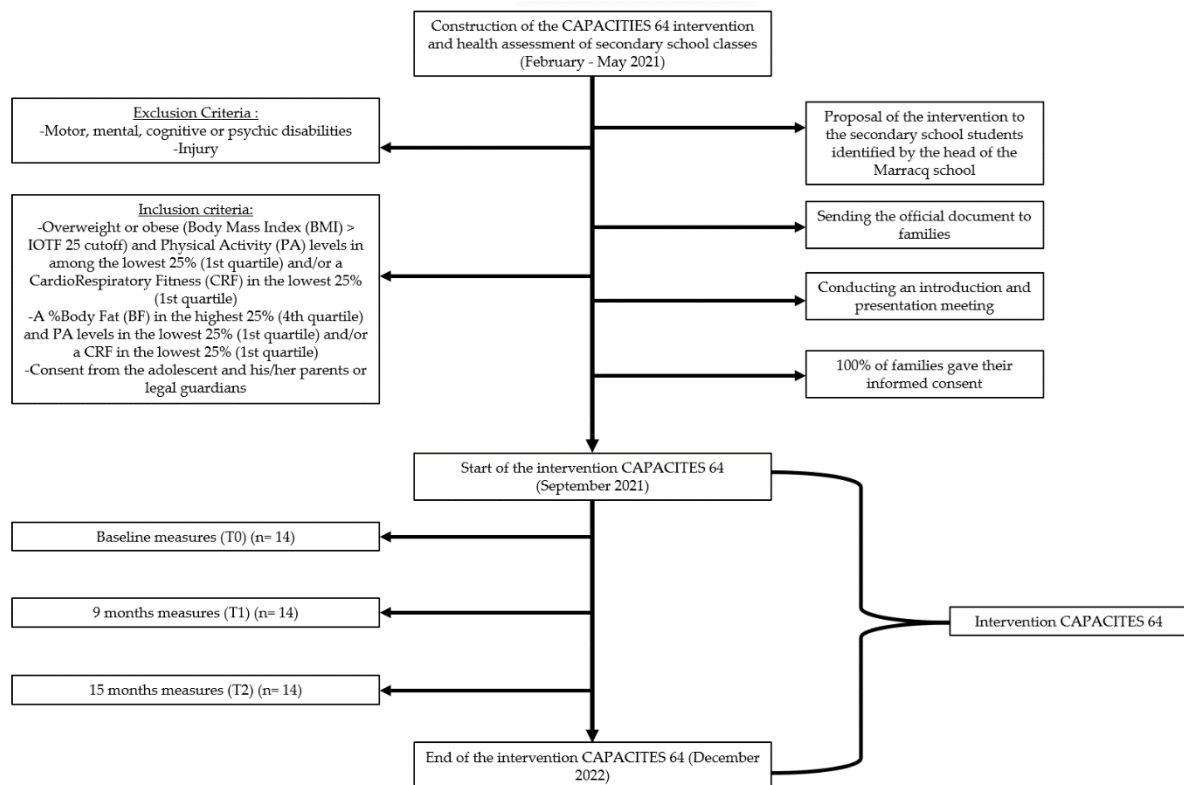 Construction of the CAPACITIES 64 intervention
and health assessment of secondary school classes
(February - May 2021)
Exclusion Criteria :
-Motor, mental, cognitive or psychic disabilities
-Injury
Proposal of the intervention to
the secondary school students
identified by the head of the
Marracq school
Inclusion criteria:
-Overweight or obese (Body Mass Index (BMI) >
IOTF 25 cutoff) and Physical Activity (PA) levels in
among the lowest 25% (1st quartile) and/or a
CardioRespiratory Fitness (CRF) in the lowest 25%
(1st quartile)
-A %Body Fat (BF) in the highest 25% (4th quartile)
and PA levels in the lowest 25% (1st quartile) and/or
a CRF in the lowest 25% (1st quartile)
-Consent from the adolescent and his/her parents or
legal guardians
Sending the official document to
families
Conducting an introduction and
presentation meeting
100% of families gave their
informed consent
Start of the intervention CAPACITES 64
(September 2021)
Baseline measures (T0) (n= 14)
9 months measures (T1) (n= 14)
Intervention CAPACITES 64
15 months measures (T2) (n= 14)
End of the intervention CAPACITES 64 (December
2022)